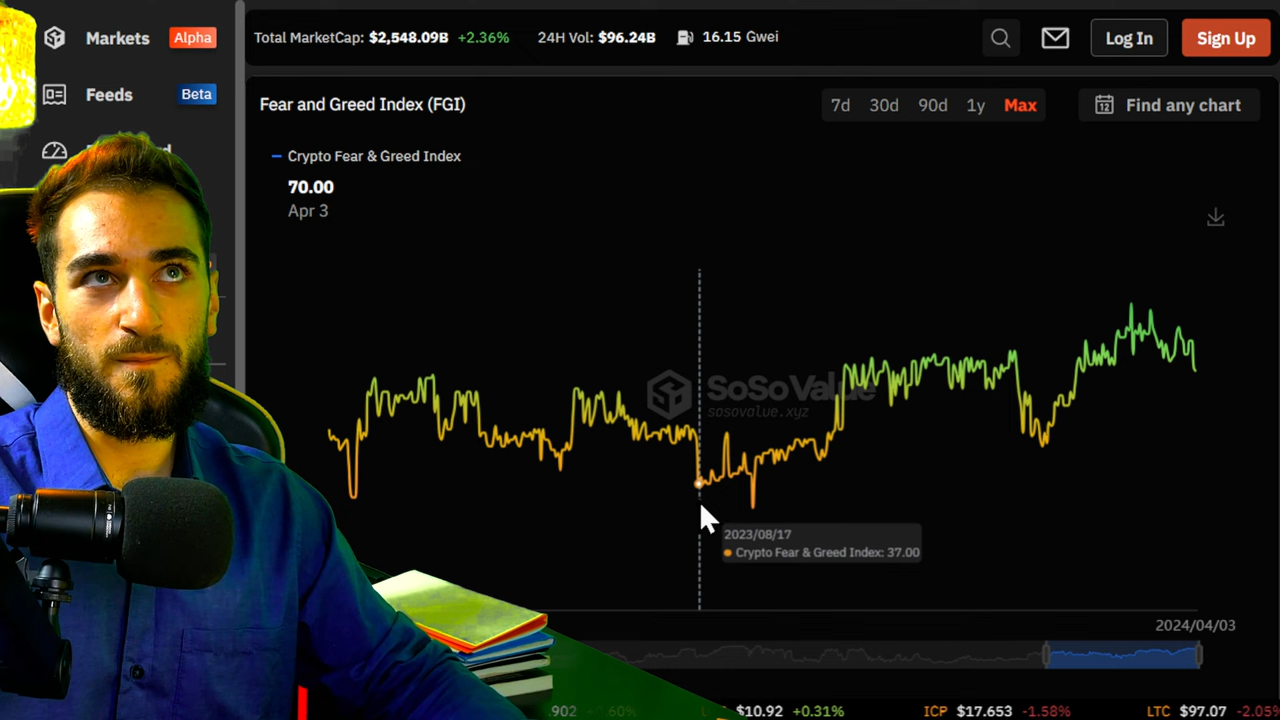 Markets Alpha
Total MarketCap: $2,548.09B +2.36% 24H Vol: $96.24B 16.15 Gwei
Log In
Sign Up
Feeds Beta
Fear and Greed Index (FGI)
7d 30d 90d 1y Max
12 Find any chart
Crypto Fear & Greed Index
70.00
Apr 3
SoSoValue
sosovalue.xyz
2023/08/17
Crypto Fear & Greed Index: 37.00
2024/04/03
$10.92 +0.31% ICP $17.653 -1.58% LTC $97.07 -2.05%